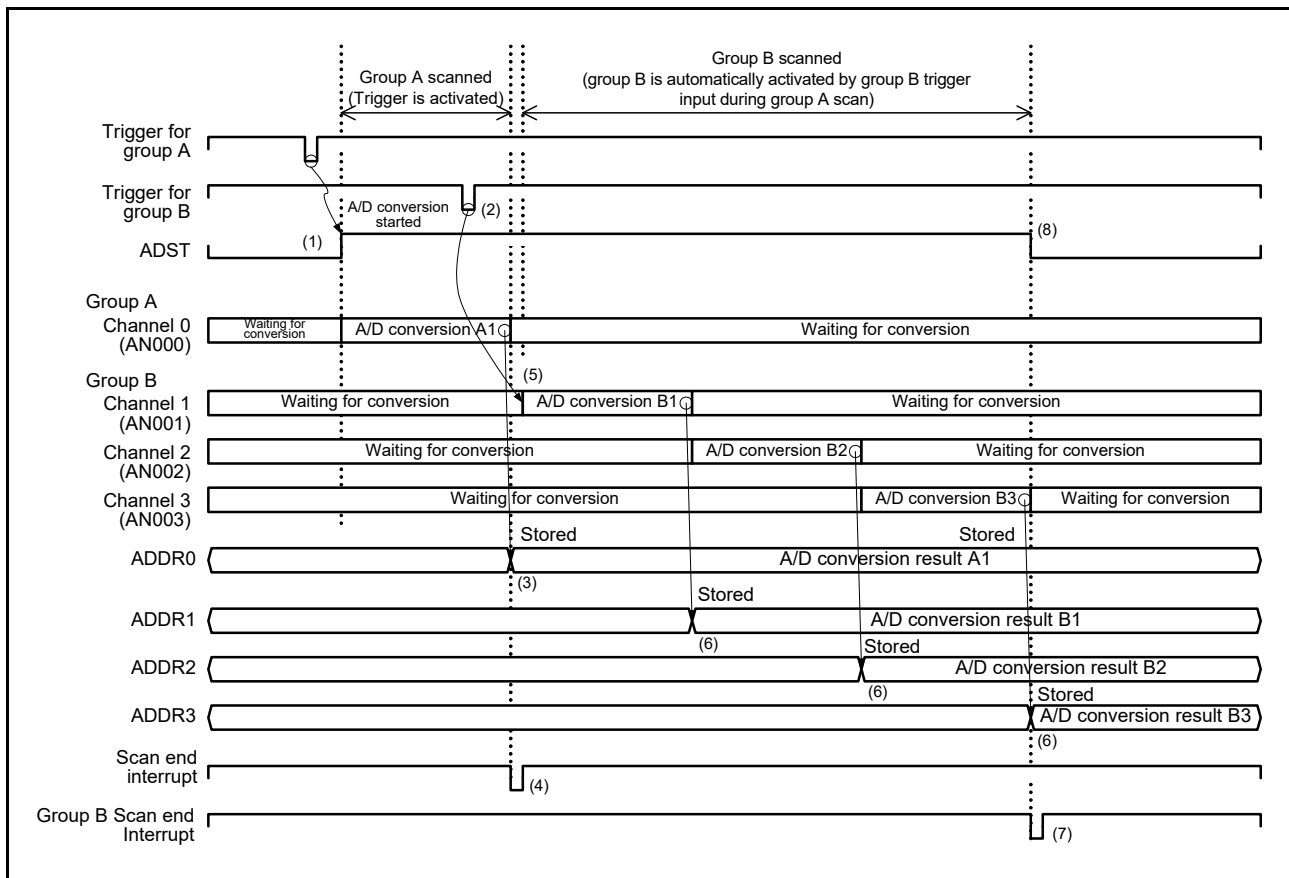 Group A scanned
(Trigger is activated)
Group B scanned
(group B is automatically activated by group B trigger
input during group A scan)
Trigger for
group A
Trigger for
group B
A/D conversion
started
(2)
ADST
(1)
(8)
Group A
Channel 0
(AN000)
Waiting for
conversion
A/D conversion A1
Waiting for conversion
Group B
(5)
Channel 1
(AN001)
Waiting for conversion
A/D conversion B1
Waiting for conversion
Channel 2
(AN002)
Waiting for conversion
A/D conversion B2
Waiting for conversion
Channel 3
(AN003)
Waiting for conversion
A/D conversion B3
Waiting for conversion
Stored
Stored
ADDR0
A/D conversion result A1
(3)
Stored
ADDR1
A/D conversion result B1
(6)
Stored
ADDR2
A/D conversion result B2
(6)
Stored
ADDR3
A/D conversion result B3
(6)
Scan end
interrupt
(4)
Group B Scan end
Interrupt
(7)